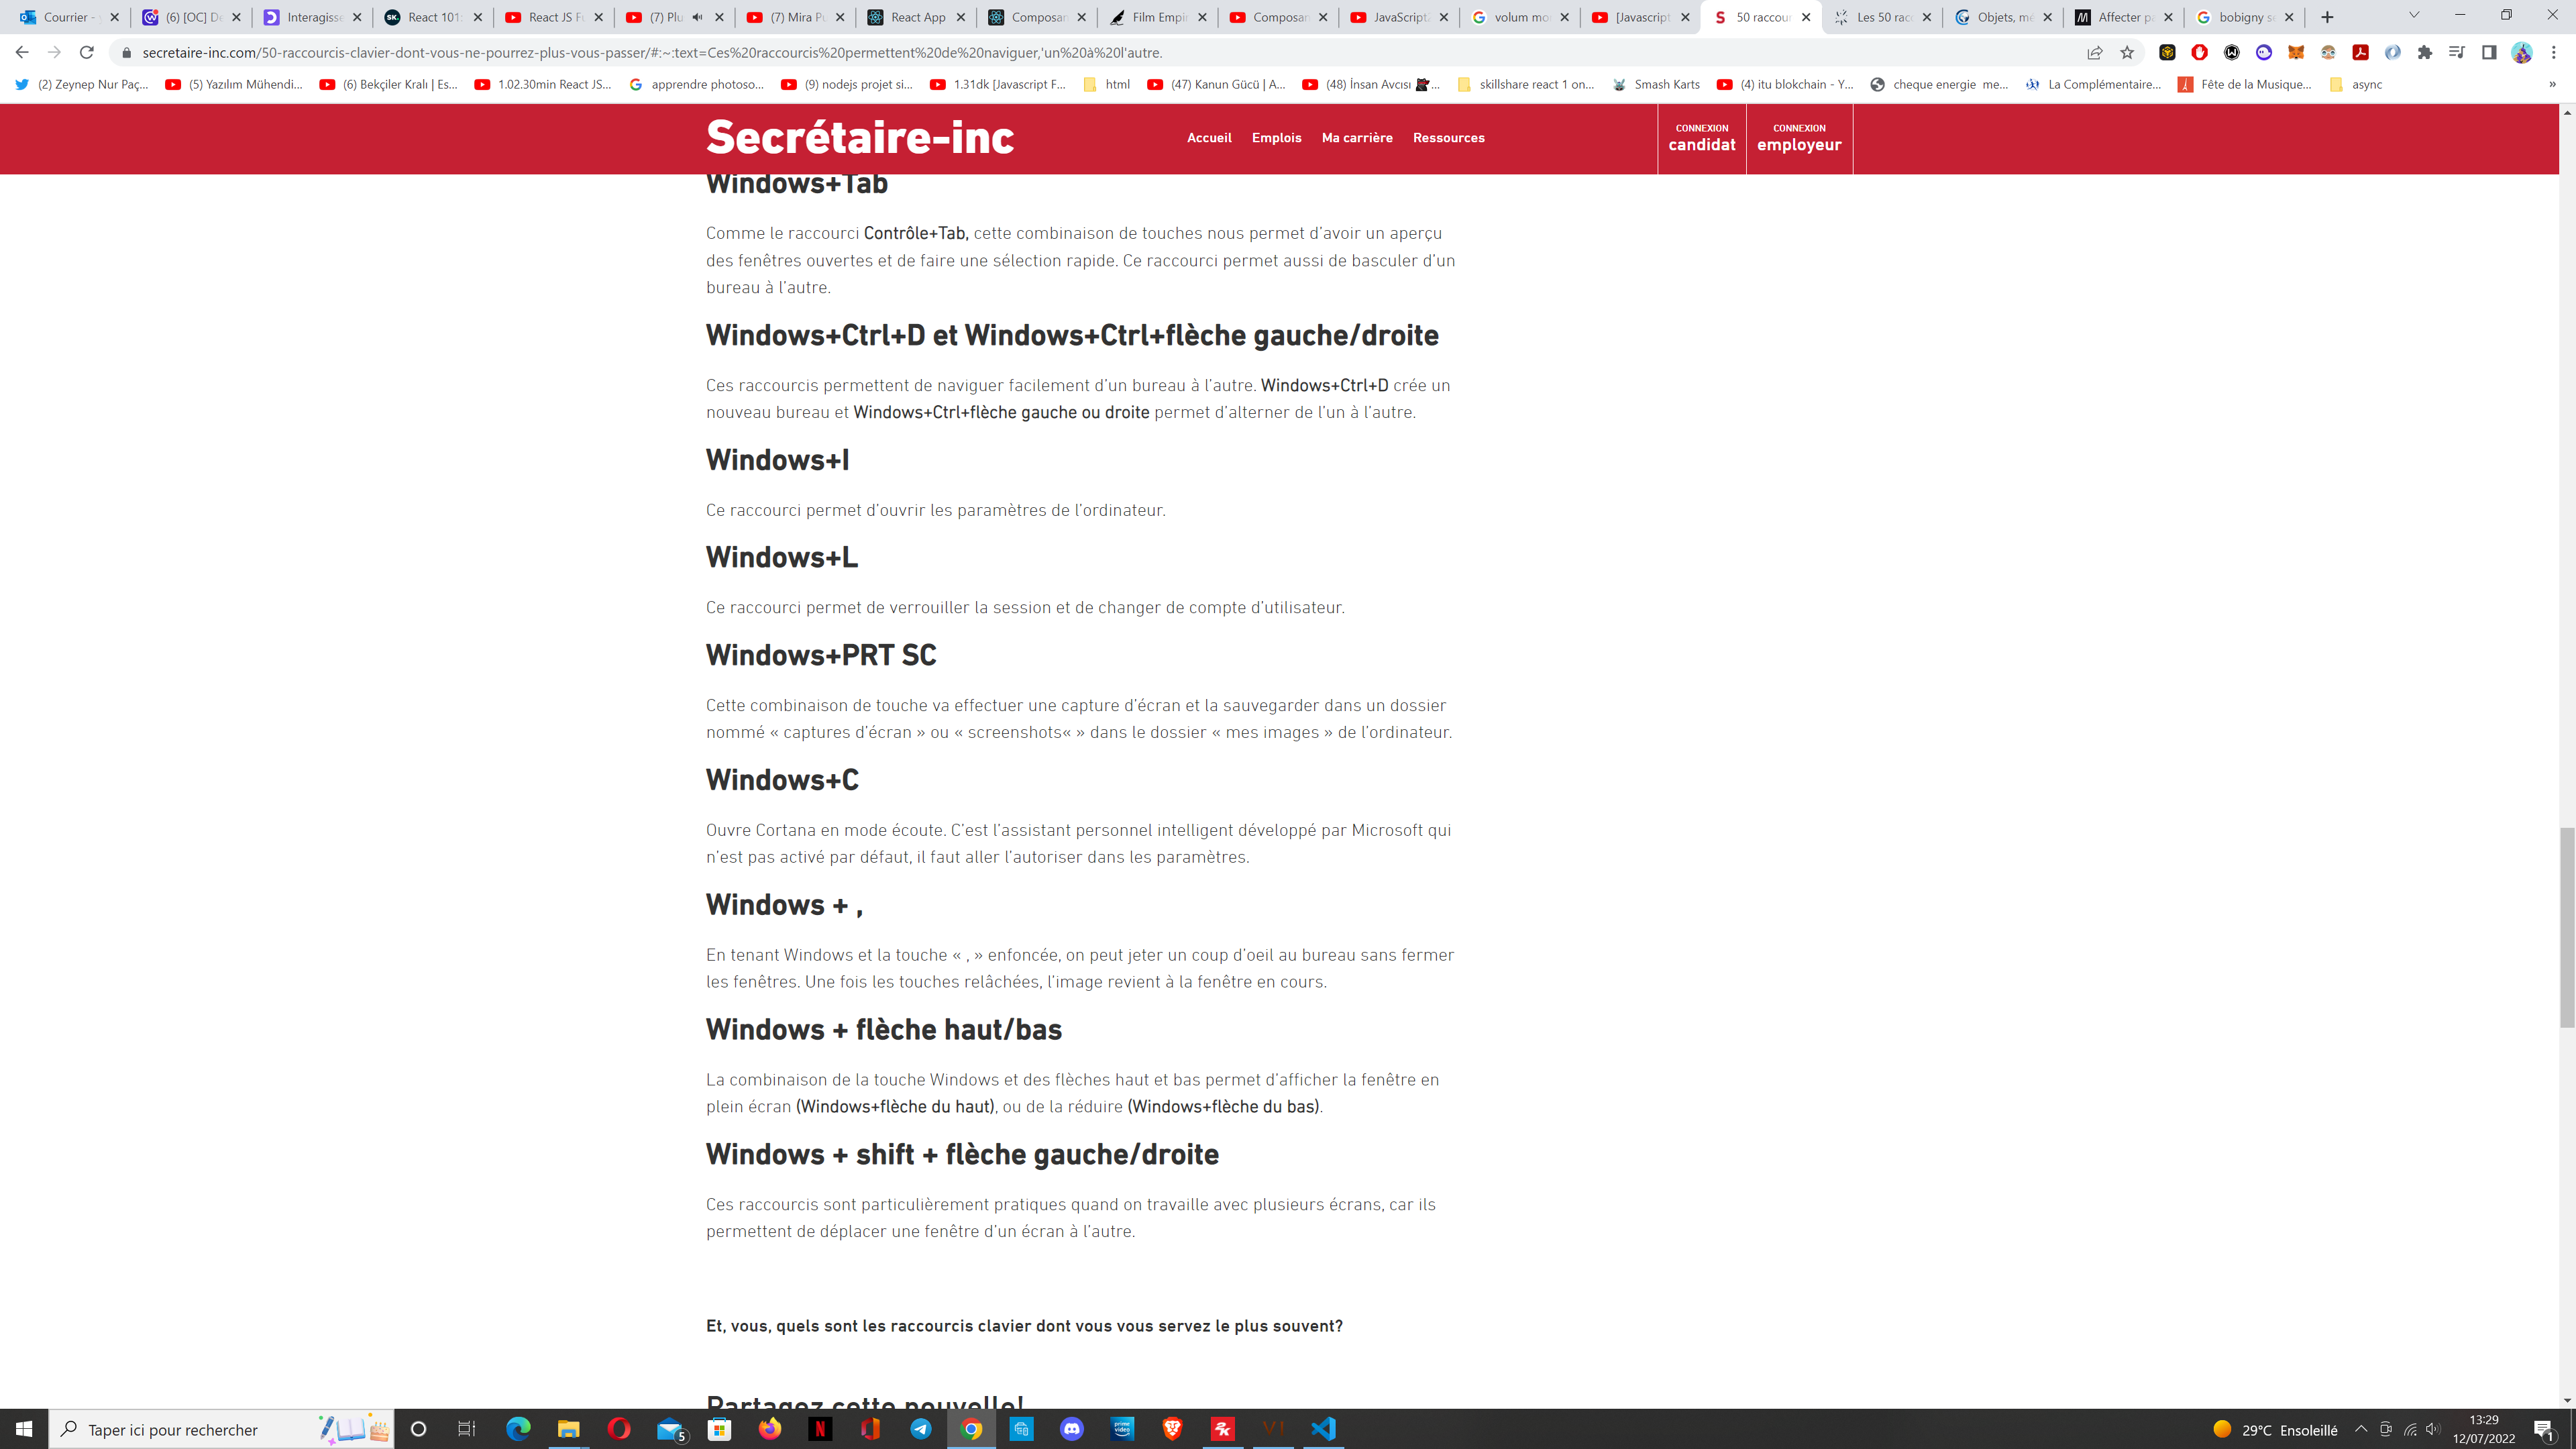 Courrier -
(6) [OC] De
Interagisse
React 101:
React JS Fu
(7) Plu
(7) Mira Pu
React App
Composan
Film Empi
Composan
JavaScript
volum mo
[Javascript
50 raccour
Les 50 racc
Objets, mé
Affecter pa
bobigny se
secretaire-inc.com/50-raccourcis-clavier-dont-vous-ne-pourrez-plus-vous-passer/#:~:text=Ces%20raccourcis%20permettent%20de%20naviguer,'un%20à%20l'autre.
(2) Zeynep Nur Paç...
(5) Yazılım Mühendi...
(6) Bekçiler Kralı | Es...
1.02.30min React JS...
apprendre photoso...
(9) nodejs projet si...
1.31dk [Javascript F...
html
(47) Kanun Gücü | A...
(48) İnsan Avcısı ...
skillshare react 1 on...
Smash Karts
(4) itu blokchain - Y...
cheque energie me...
La Complémentaire...
Fête de la Musique...
async
»
Secrétaire-inc
Accueil
Emplois
Ma carrière
Ressources
CONNEXION
candidat
CONNEXION
employeur
Windows+Tab
Comme le raccourci Contrôle+Tab, cette combinaison de touches nous permet d'avoir un aperçu
des fenêtres ouvertes et de faire une sélection rapide. Ce raccourci permet aussi de basculer d'un
bureau à l'autre.
Windows+Ctrl+D et Windows+Ctrl+flèche gauche/droite
Ces raccourcis permettent de naviguer facilement d'un bureau à l'autre. Windows+Ctrl+D crée un
nouveau bureau et Windows+Ctrl+flèche gauche ou droite permet d'alterner de l'un à l'autre.
Windows+I
Ce raccourci permet d'ouvrir les paramètres de l'ordinateur.
Windows+L
Ce raccourci permet de verrouiller la session et de changer de compte d'utilisateur.
Windows+PRT SC
Cette combinaison de touche va effectuer une capture d'écran et la sauvegarder dans un dossier
nommé « captures d'écran » ou « screenshots« » dans le dossier « mes images » de l'ordinateur.
Windows+C
Ouvre Cortana en mode écoute. C'est l'assistant personnel intelligent développé par Microsoft qui
n'est pas activé par défaut, il faut aller l'autoriser dans les paramètres.
Windows + ,
En tenant Windows et la touche « , » enfoncée, on peut jeter un coup d'oeil au bureau sans fermer
les fenêtres. Une fois les touches relâchées, l'image revient à la fenêtre en cours.
Windows + flèche haut/bas
La combinaison de la touche Windows et des flèches haut et bas permet d'afficher la fenêtre en
plein écran (Windows+flèche du haut), ou de la réduire (Windows+flèche du bas).
Windows + shift + flèche gauche/droite
Ces raccourcis sont particulièrement pratiques quand on travaille avec plusieurs écrans, car ils
permettent de déplacer une fenêtre d'un écran à l'autre.
Et, vous, quels sont les raccourcis clavier dont vous vous servez le plus souvent?
Partagez cette nouvelle!
Taper ici pour rechercher
5
29°C Ensoleillé
13:29
12/07/2022
1